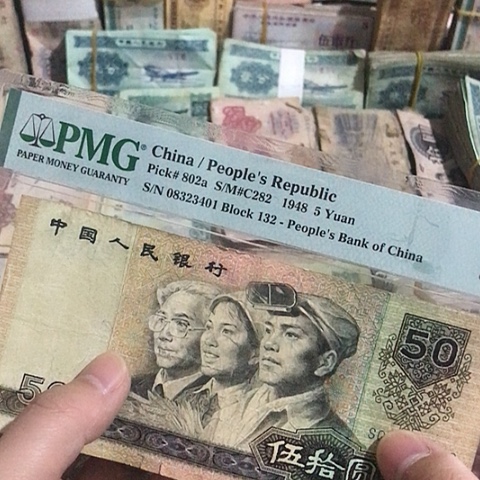 PMG
PAPER MONEY GUARANTY
China / People's Republic
Pick# 802a S/M#C282 1948 5 Yuan
S/N 08323401 Block 132 - People's Bank of China
中国人民银行
50
50
伍拾圆